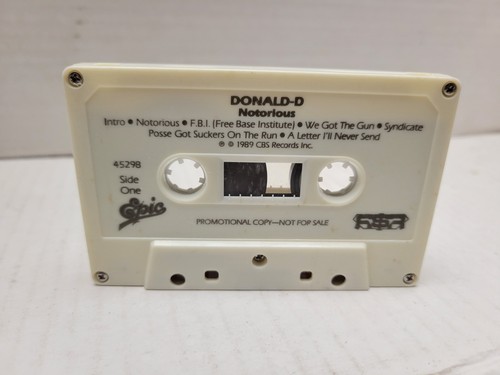 DONALD-D
Notorious
Intro • Notorious • F.B.I. (Free Base Institute) • We Got The Gun • Syndicate
Posse Got Suckers On The Run • A Letter I'll Never Send
℗ © 1989 CBS Records Inc.
45298
Side
One
Epic
PROMOTIONAL COPY—NOT FOR SALE